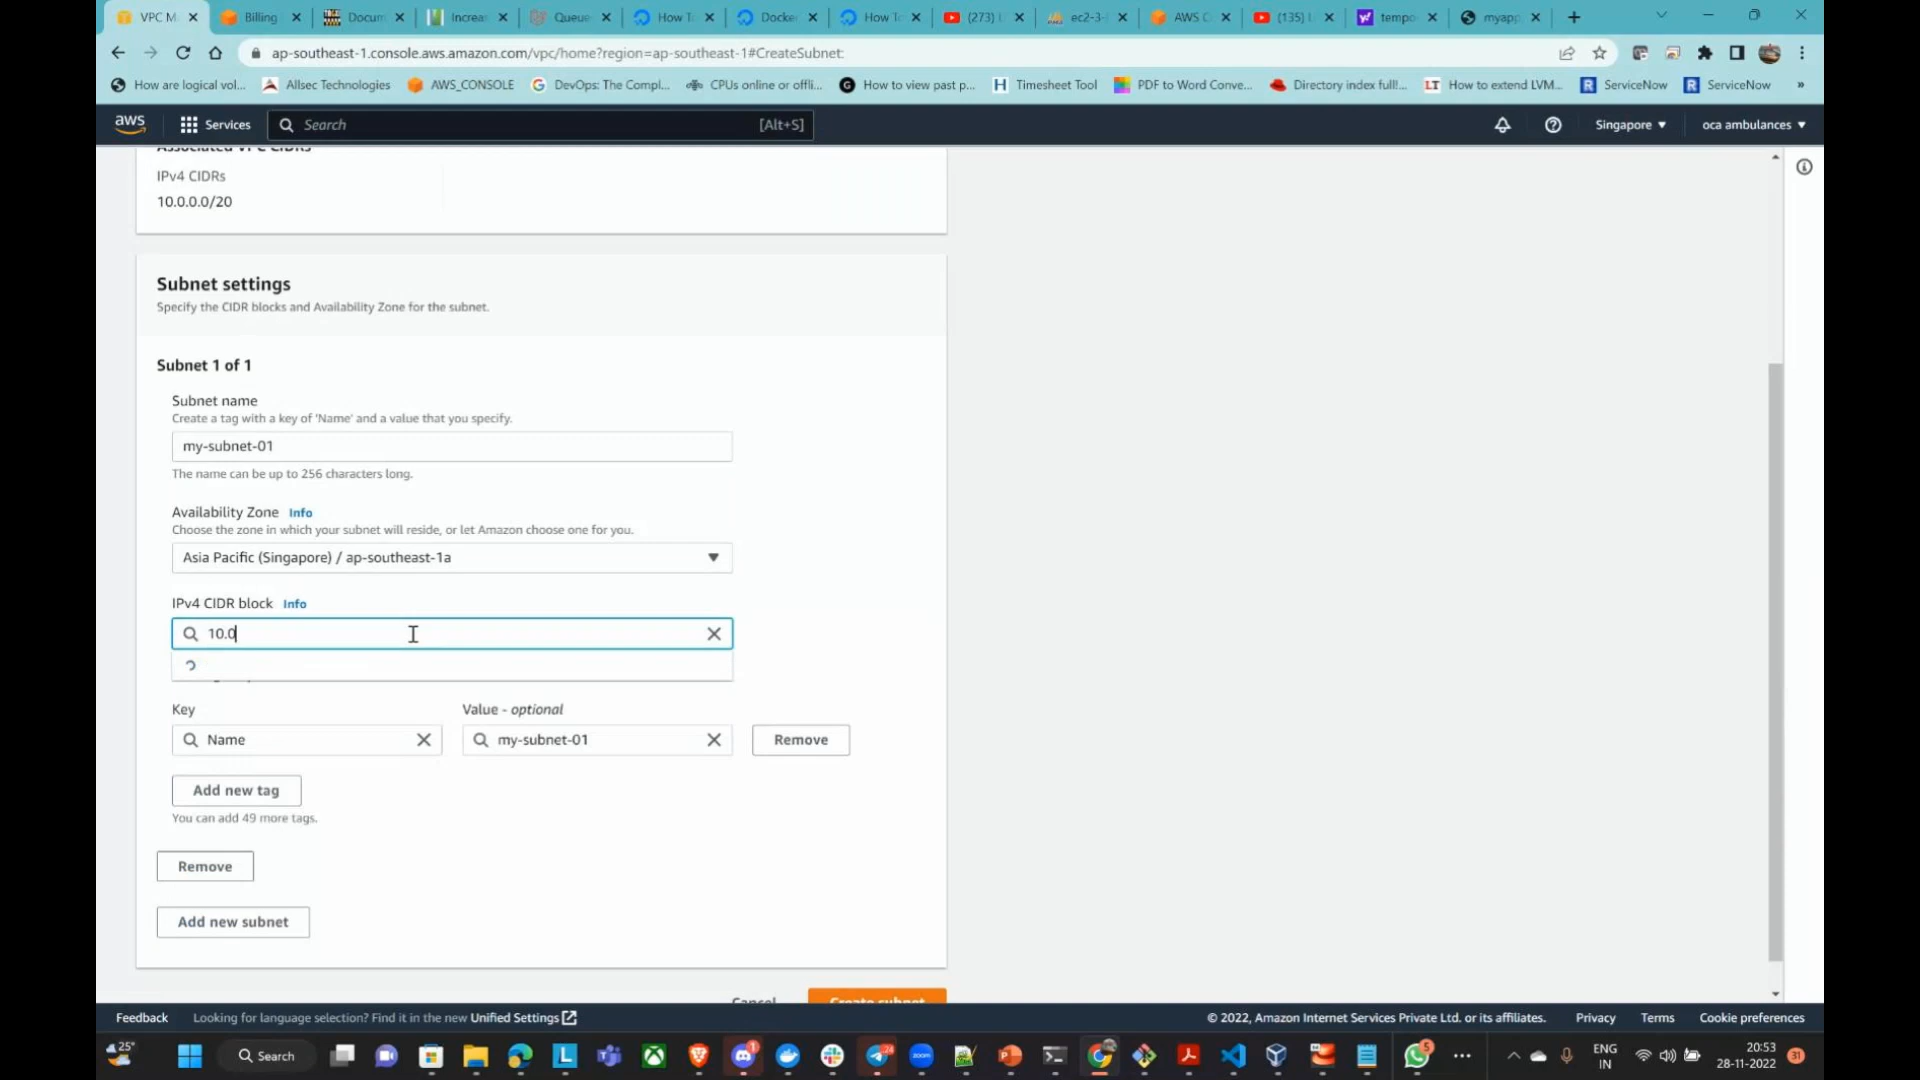 VPC M
Billing
Docum
Increas
Queue
How T
Docke
How To
(273) L
ec2-3-
AWS C
(135) L
tempo
myapp
ap-southeast-1.console.aws.amazon.com/vpc/home?region=ap-southeast-1#CreateSubnet:
How are logical vol...
Allsec Technologies
AWS_CONSOLE
DevOps: The Compl...
CPUs online or offli...
How to view past p...
Timesheet Tool
PDF to Word Conve...
Directory index full!...
How to extend LVM...
ServiceNow
ServiceNow
aws
Services
Search
[Alt+S]
Singapore
oca ambulances
Associated VPC CIDRs
IPv4 CIDRs
10.0.0.0/20
Subnet settings
Specify the CIDR blocks and Availability Zone for the subnet.
Subnet 1 of 1
Subnet name
Create a tag with a key of 'Name' and a value that you specify.
my-subnet-01
The name can be up to 256 characters long.
Availability Zone Info
Choose the zone in which your subnet will reside, or let Amazon choose one for you.
Asia Pacific (Singapore) / ap-southeast-1a
IPv4 CIDR block Info
10.0
Key
Value - optional
Name
my-subnet-01
Remove
Add new tag
You can add 49 more tags.
Remove
Add new subnet
Cancel
Create subnet
Feedback
Looking for language selection? Find it in the new Unified Settings
© 2022, Amazon Internet Services Private Ltd. or its affiliates.
Privacy
Terms
Cookie preferences
25°
Search
ENG
IN
20:53
28-11-2022
31